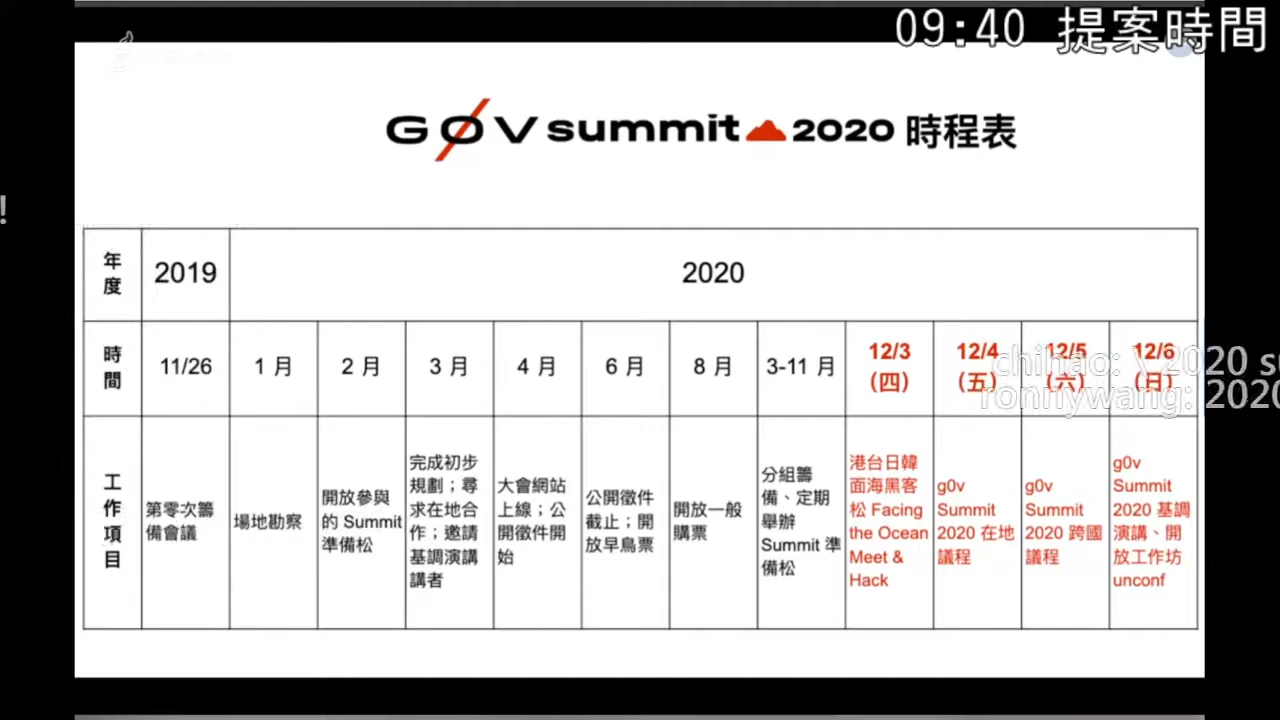 09:40 提案時間
GØV summit 2020 時程表
!
年度
2019
2020
時間
11/26
1 月
2 月
3 月
4 月
6 月
8 月
3-11 月
12/3
(四)
12/4
(五)
12/5
(六)
12/6
(日)
chihao: \ 2020 su
ronnywang: 2020
工作項目
第零次籌
備會議
場地勘察
開放參與
的 Summit
準備松
完成初步
規劃；尋
求在地合
作；邀請
基調演講
講者
大會網站
上線；公
開徵件開
始
公開徵件
截止；開
放早鳥票
開放一般
購票
分組籌
備、定期
舉辦
Summit 準
備松
港台日韓
面海黑客
松 Facing
the Ocean
Meet &
Hack
g0v
Summit
2020 在地
議程
g0v
Summit
2020 跨國
議程
g0v
Summit
2020 基調
演講、開
放工作坊
unconf